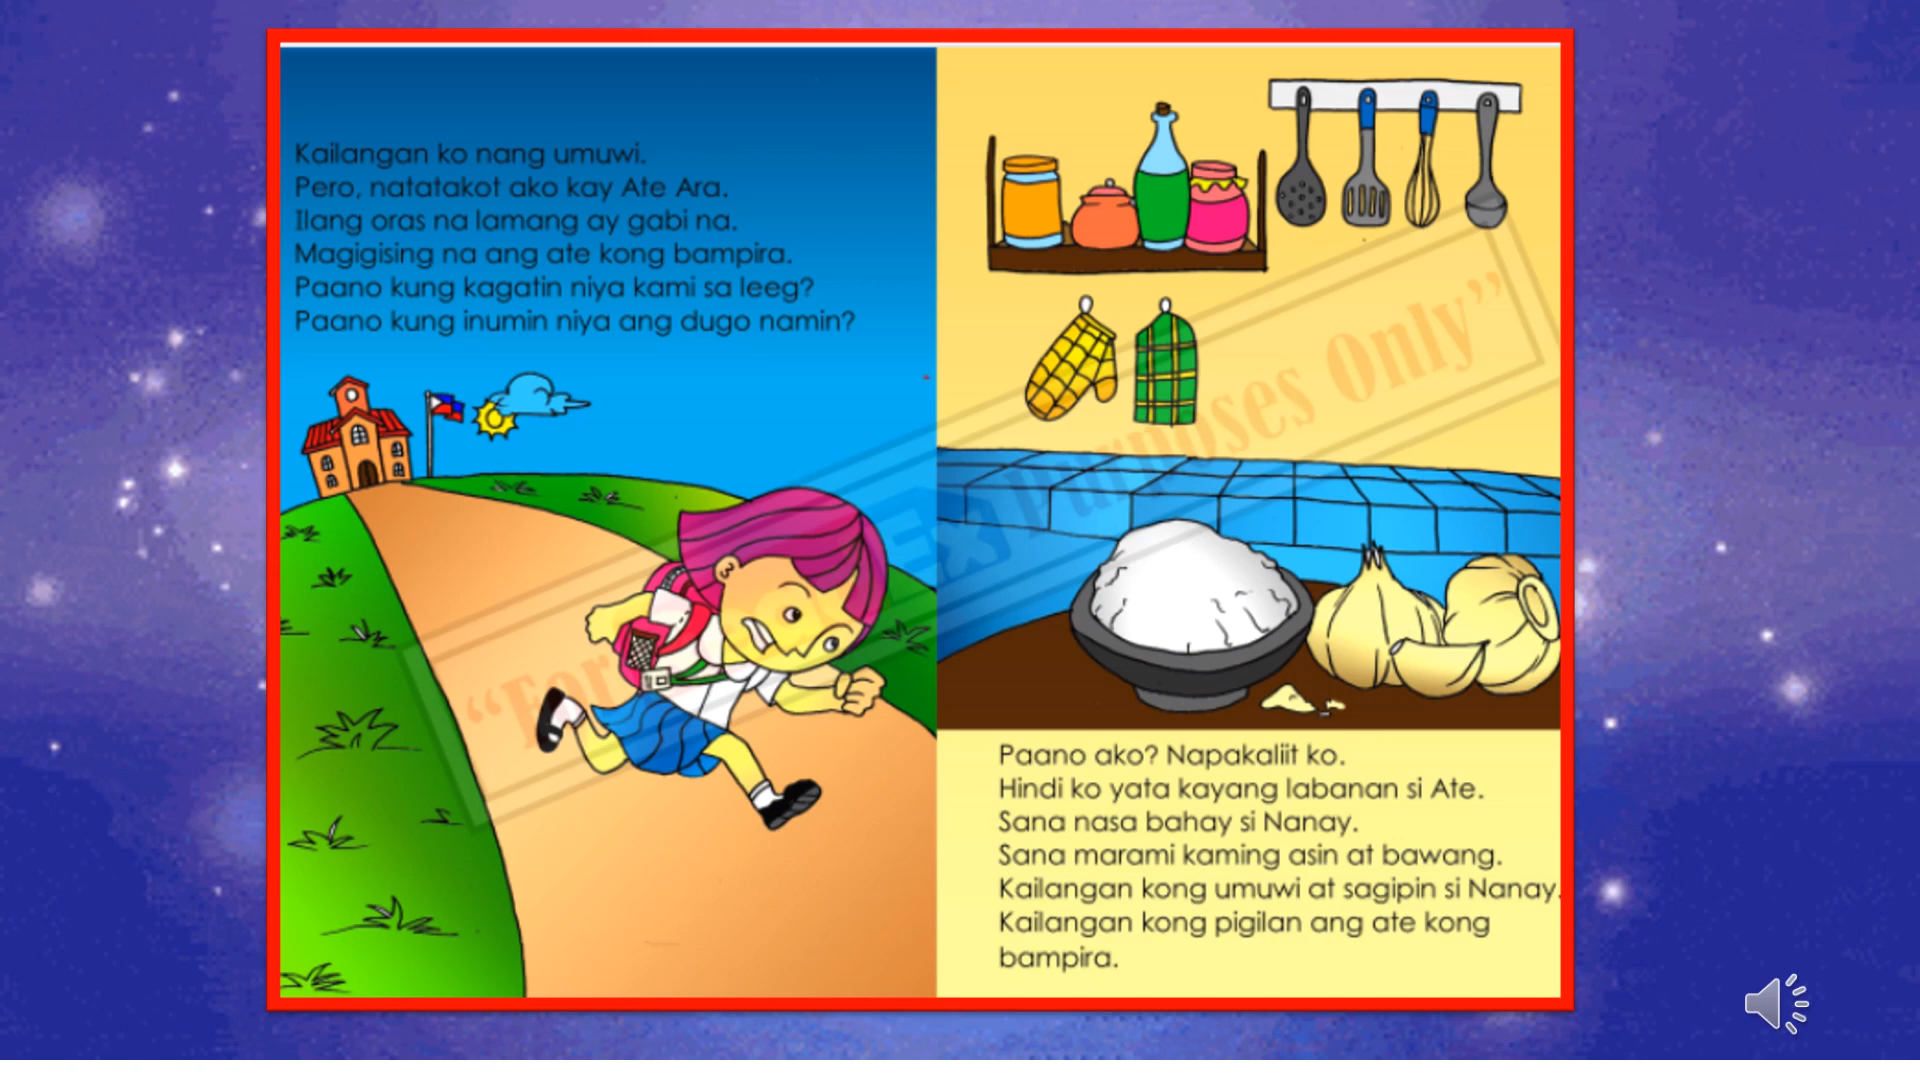 Kailangan ko nang umuwi.
Pero, natatakot ako kay Ate Ara.
Ilang oras na lamang ay gabi na.
Magigising na ang ate kong bampira.
Paano kung kagatin niya kami sa leeg?
Paano kung inumin niya ang dugo namin?
Paano ako? Napakaliit ko.
Hindi ko yata kayang labanan si Ate.
Sana nasa bahay si Nanay.
Sana marami kaming asin at bawang.
Kailangan kong umuwi at sagipin si Nanay.
Kailangan kong pigilan ang ate kong
bampira.
"For Purposes Only"